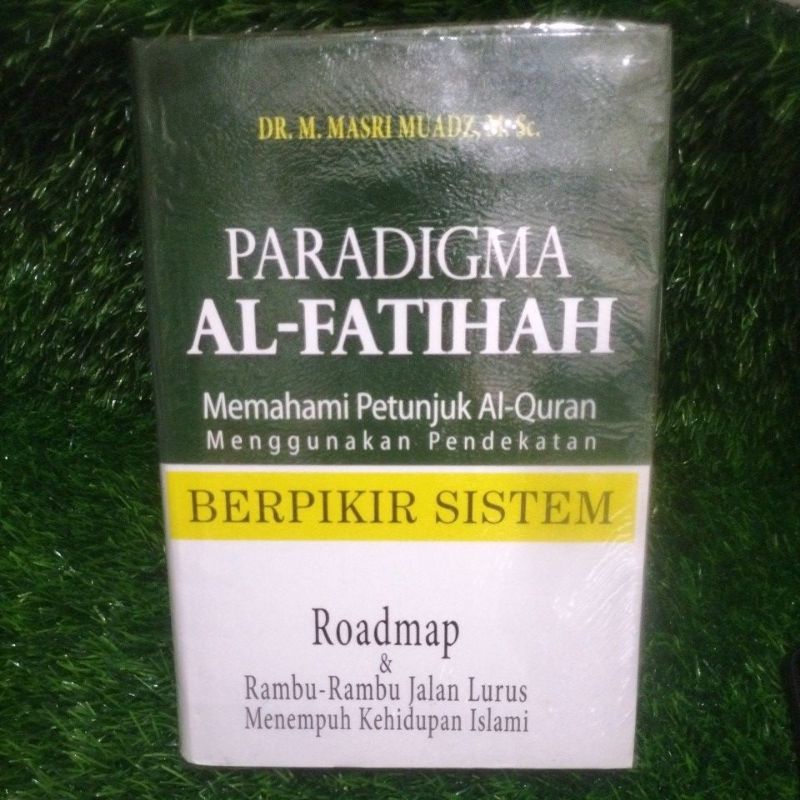 DR. M. MASRI MUADZ, M. Sc.
PARADIGMA
AL-FATIHAH
Memahami Petunjuk Al-Quran
Menggunakan Pendekatan
BERPIKIR SISTEM
Roadmap
&
Rambu-Rambu Jalan Lurus
Menempuh Kehidupan Islami